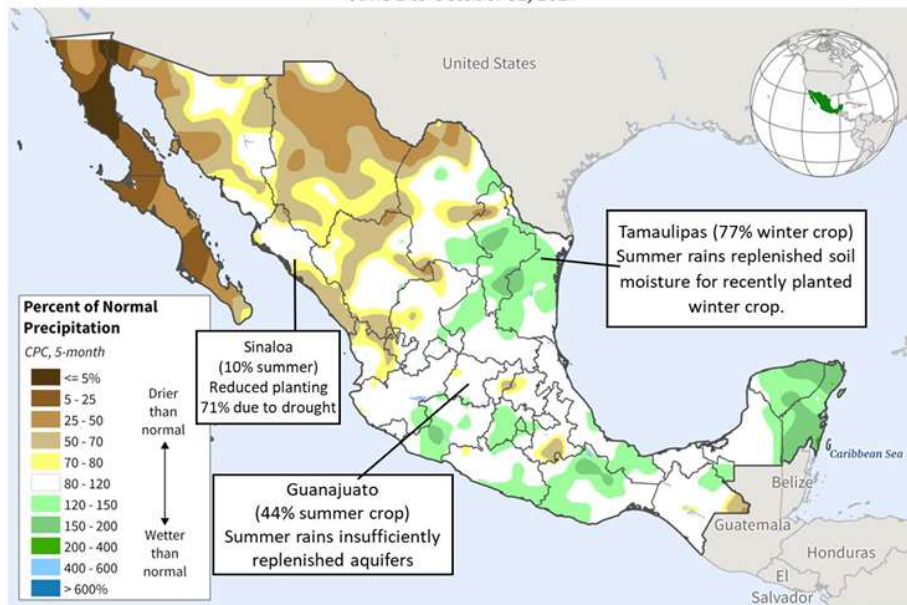 United States
Tamaulipas (77% winter crop)
Summer rains replenished soil
moisture for recently planted
winter crop.
Percent of Normal
Precipitation
CPC, 5-month
<= 5%
5 - 25
25 - 50
50 - 70
70 - 80
80 - 120
120 - 150
150 - 200
200 - 400
400 - 600
> 600%
Drier
than
normal
Wetter
than
normal
Sinaloa
(10% summer)
Reduced planting
71% due to drought
Guanajuato
(44% summer crop)
Summer rains insufficiently
replenished aquifers
Caribbean Sea
Belize
Guatemala
Honduras
El
Salvador